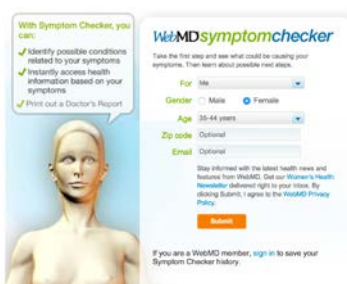 With Symptom Checker, you
can:
Identify possible conditions
related to your symptoms
Instantly access health
information based on your
symptoms
Print out a Doctor's Report
WebMD symptomchecker
Take the first step and see what could be causing your
symptoms. Then learn about possible next steps.
For Me
Gender Male Female
Age 35-44 years
Zip code Optional
Email Optional
Stay informed with the latest health news and
features from WebMD. Get our Women's Health
Newsletter delivered right to your inbox. By
clicking Submit, I agree to the WebMD Privacy
Policy.
Submit
If you are a WebMD member, sign in to save your
Symptom Checker history.